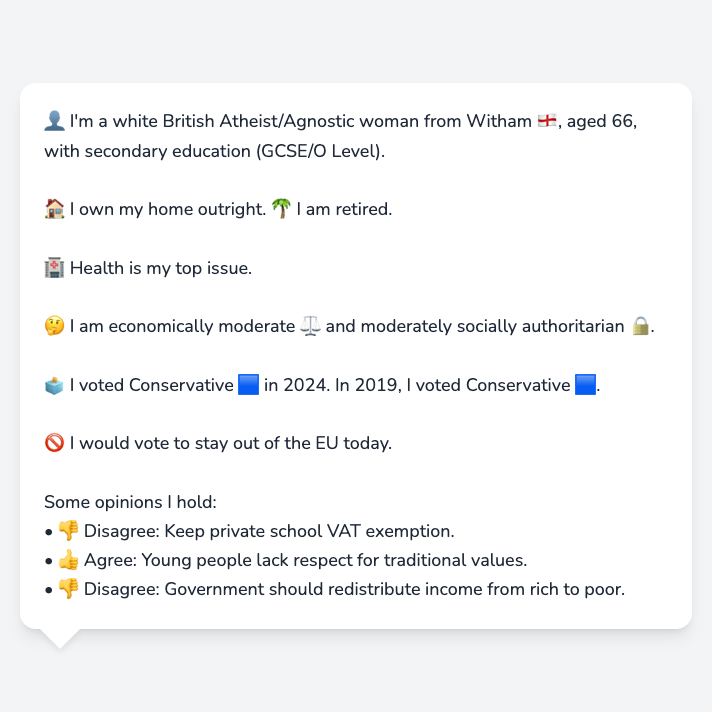 👤 I'm a white British Atheist/Agnostic woman from Witham 🏴󠁧󠁢󠁥󠁮󠁧󠁿, aged 66,
with secondary education (GCSE/O Level).
🏠 I own my home outright. 🌴 I am retired.
🏥 Health is my top issue.
🤔 I am economically moderate ⚖️ and moderately socially authoritarian 🔒.
🗳️ I voted Conservative 🟦 in 2024. In 2019, I voted Conservative 🟦.
🚫 I would vote to stay out of the EU today.
Some opinions I hold:
• 👎 Disagree: Keep private school VAT exemption.
• 👍 Agree: Young people lack respect for traditional values.
• 👎 Disagree: Government should redistribute income from rich to poor.